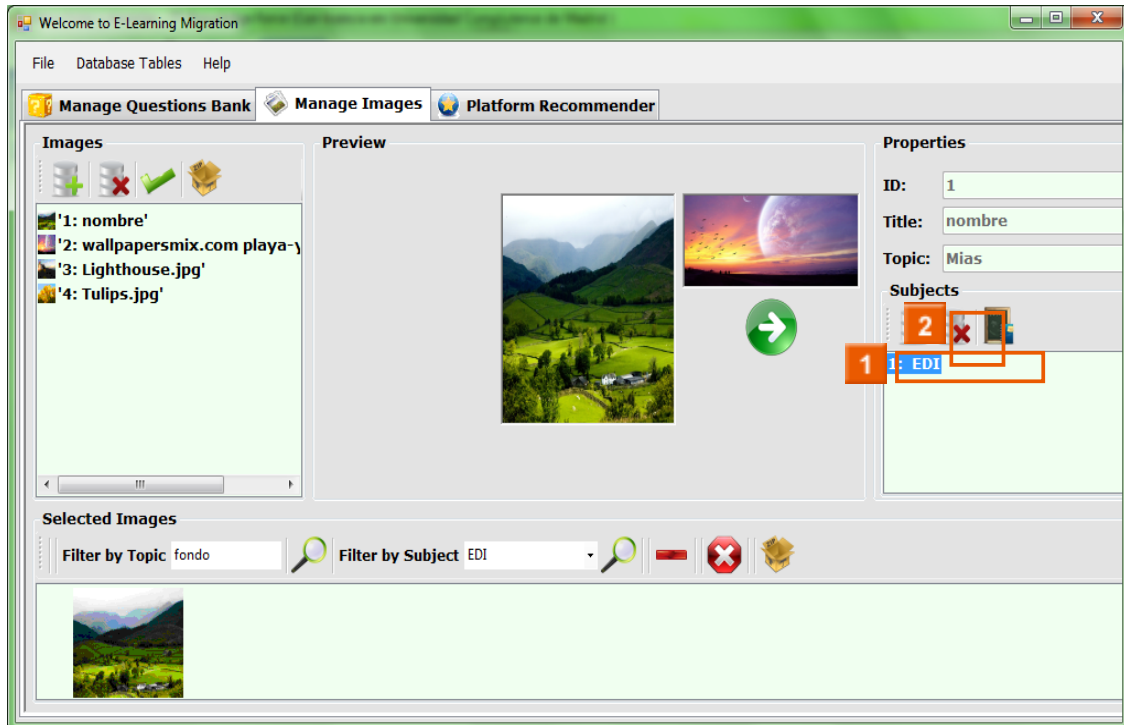 Welcome to E-Learning Migration
File Database Tables Help
Manage Questions Bank Manage Images Platform Recommender
Images
'1: nombre'
'2: wallpapersmix.com playa-y
'3: Lighthouse.jpg'
'4: Tulips.jpg'
Preview
Properties
ID: 1
Title: nombre
Topic: Mias
Subjects
2
1
1: EDI
Selected Images
Filter by Topic fondo Filter by Subject EDI